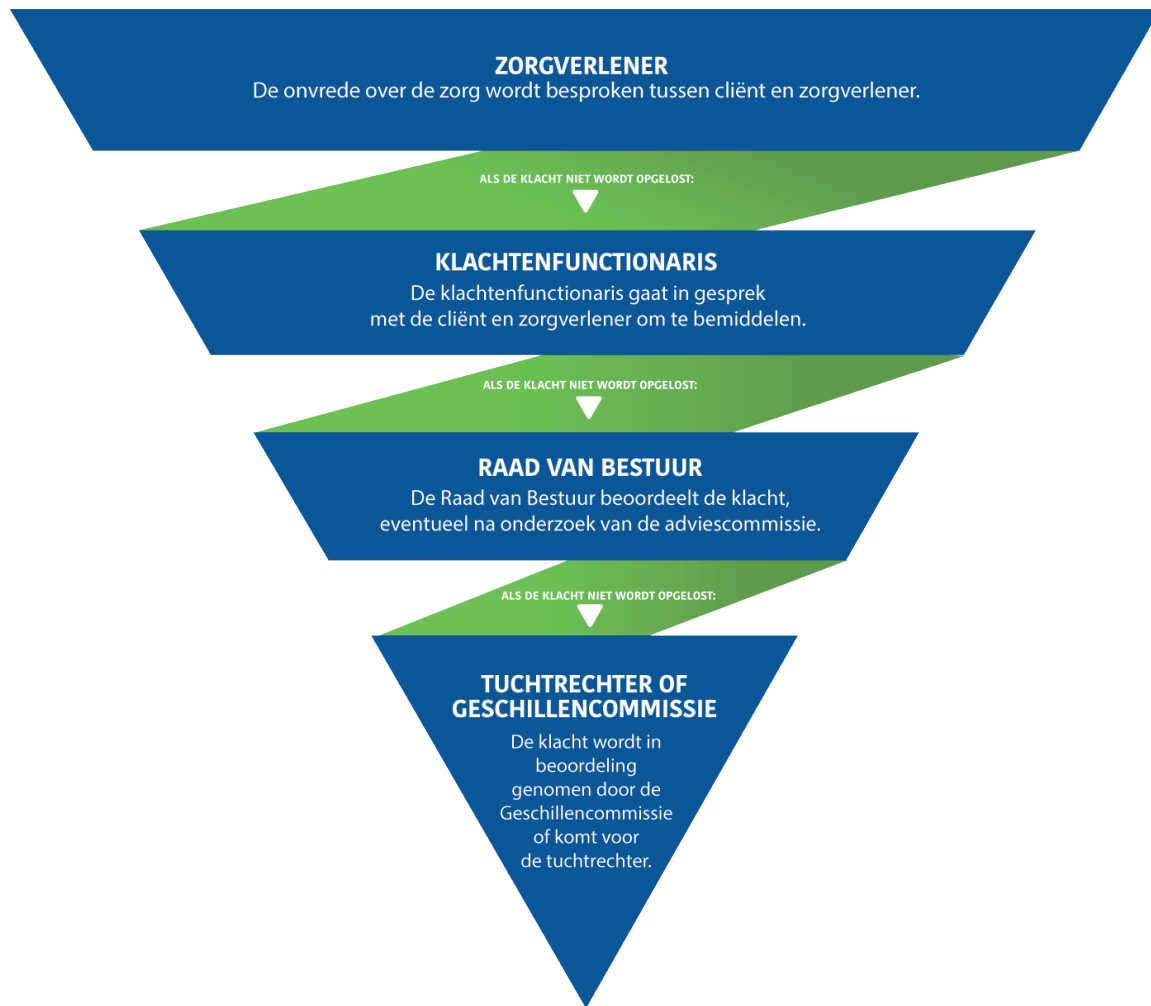 ZORGVERLENER
De onvrede over de zorg wordt besproken tussen cliënt en zorgverlener.
ALS DE KLACHT NIET WORDT OPGELOST:
KLACHTENFUNCTIONARIS
De klachtenfunctionaris gaat in gesprek
met de cliënt en zorgverlener om te bemiddelen.
ALS DE KLACHT NIET WORDT OPGELOST:
RAAD VAN BESTUUR
De Raad van Bestuur beoordeelt de klacht,
eventueel na onderzoek van de adviescommissie.
ALS DE KLACHT NIET WORDT OPGELOST:
TUCHTRECHTER OF
GESCHILLENCOMMISSIE
De klacht wordt in
beoordeling
genomen door de
Geschillencommissie
of komt voor
de tuchtrechter.